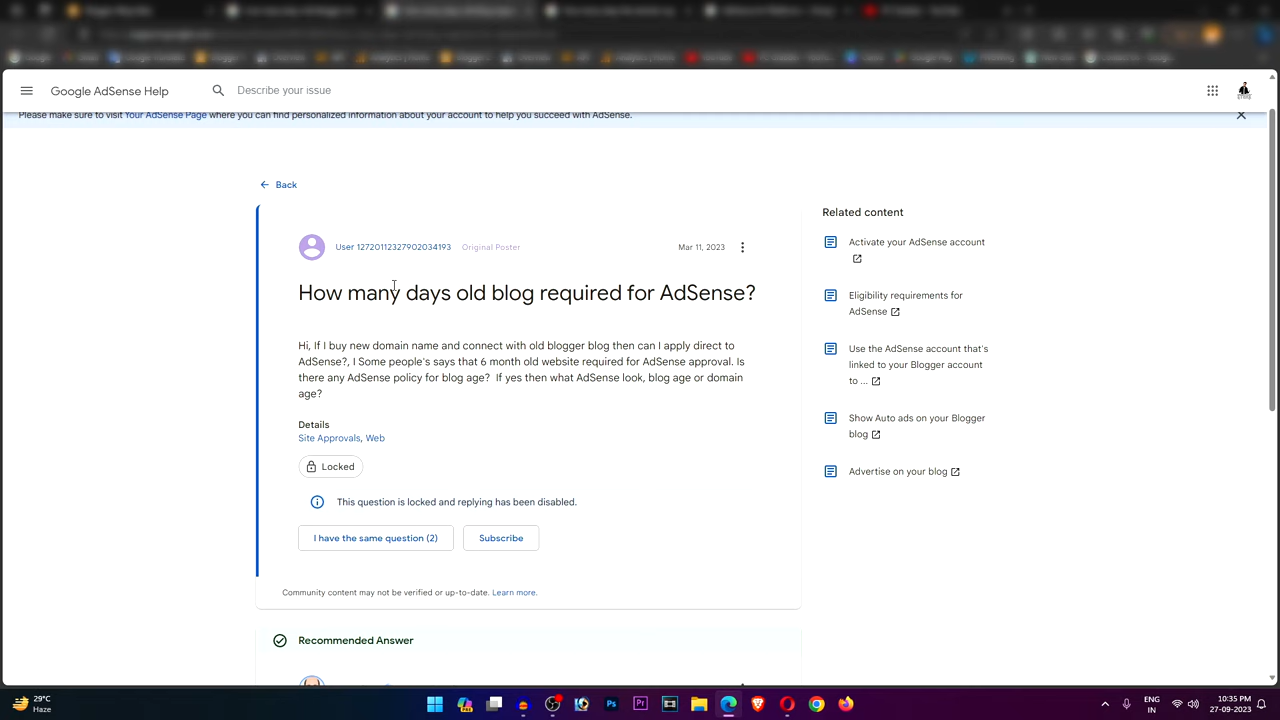 Google AdSense Help
Describe your issue
Please make sure to visit Your AdSense Page where you can find personalized information about your account to help you succeed with AdSense.
Back
User 12720112327902034193 Original Poster
Mar 11, 2023
How many days old blog required for AdSense?
Hi, If I buy new domain name and connect with old blogger blog then can I apply direct to
AdSense?, I Some people's says that 6 month old website required for AdSense approval. Is
there any AdSense policy for blog age? If yes then what AdSense look, blog age or domain
age?
Details
Site Approvals, Web
Locked
This question is locked and replying has been disabled.
I have the same question (2)
Subscribe
Community content may not be verified or up-to-date. Learn more.
Recommended Answer
Related content
Activate your AdSense account
Eligibility requirements for
AdSense
Use the AdSense account that's
linked to your Blogger account
to ...
Show Auto ads on your Blogger
blog
Advertise on your blog
29°C
Haze
ENG
IN
10:35 PM
27-09-2023